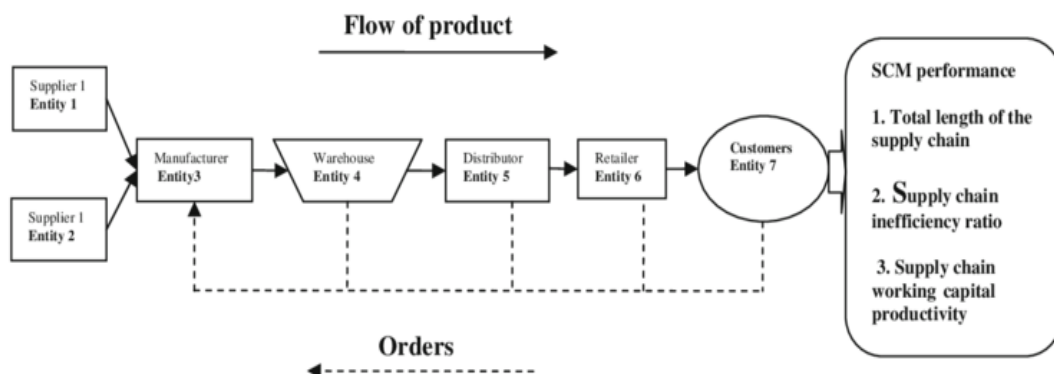 Flow of product
Supplier 1
Entity 1
Supplier 1
Entity 2
Manufacturer
Entity3
Warehouse
Entity 4
Distributor
Entity 5
Retailer
Entity 6
Customers
Entity 7
SCM performance
1. Total length of the
supply chain
2. Supply chain
inefficiency ratio
3. Supply chain
working capital
productivity
Orders